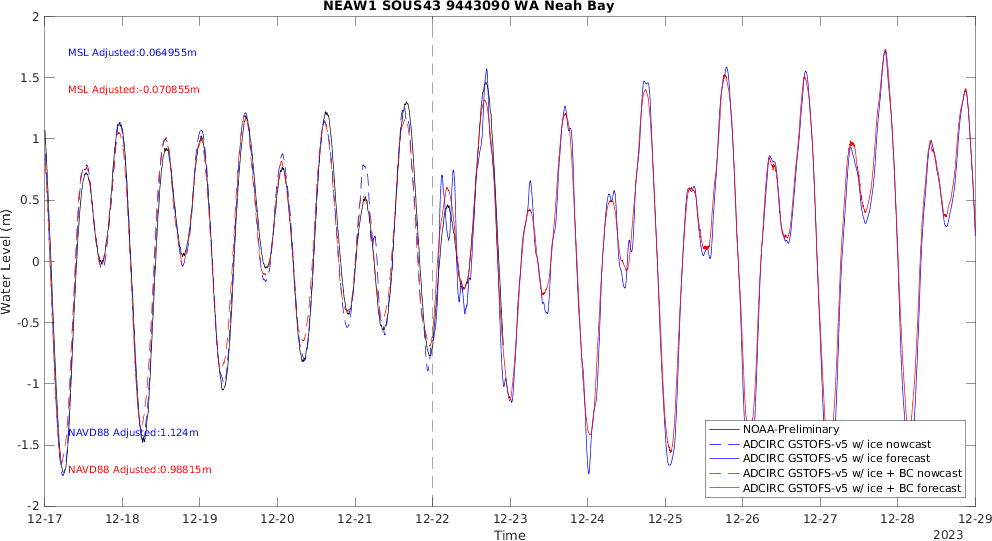 NEAW1 SOUS43 9443090 WA Neah Bay
2
1.5
1
0.5
0
-0.5
-1
-1.5
-2
Water Level (m)
MSL Adjusted:0.064955m
MSL Adjusted:-0.070855m
NAVD88 Adjusted:1.124m
NAVD88 Adjusted:0.98815m
NOAA-Preliminary
ADCIRC GSTOFS-v5 w/ ice nowcast
ADCIRC GSTOFS-v5 w/ ice forecast
ADCIRC GSTOFS-v5 w/ ice + BC nowcast
ADCIRC GSTOFS-v5 w/ ice + BC forecast
12-17 12-18 12-19 12-20 12-21 12-22 12-23 12-24 12-25 12-26 12-27 12-28 12-29
Time
2023